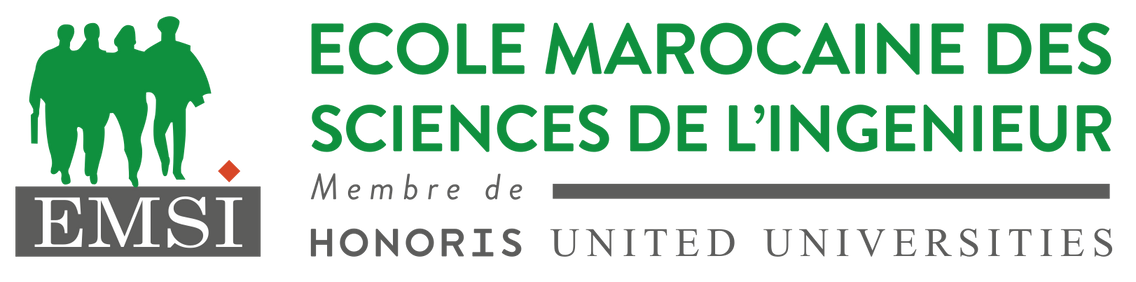 EMSI
ECOLE MAROCAINE DES
SCIENCES DE L'INGENIEUR
Membre de
HONORIS UNITED UNIVERSITIES